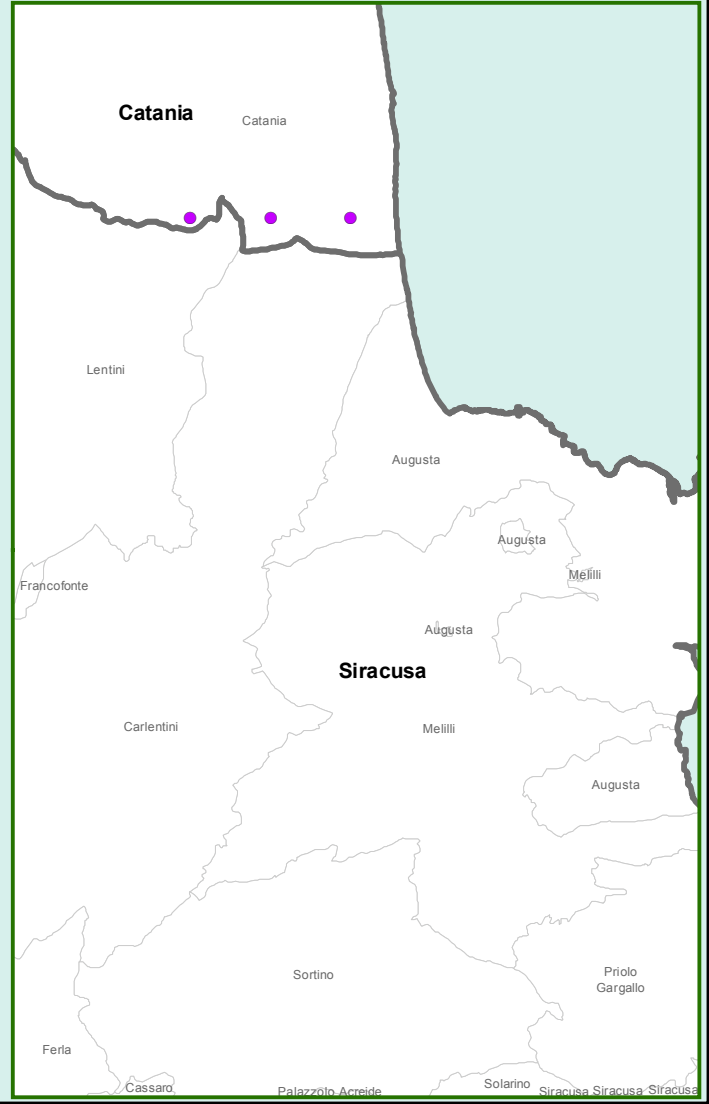 Catania
Catania
Lentini
Augusta
Augusta
Melilli
Francofonte
Augusta
Siracusa
Carlentini
Melilli
Augusta
Sortino
Priolo
Gargallo
Ferla
Cassaro
Palazzolo Acreide
Solarino
Siracusa
Siracusa
Siracusa